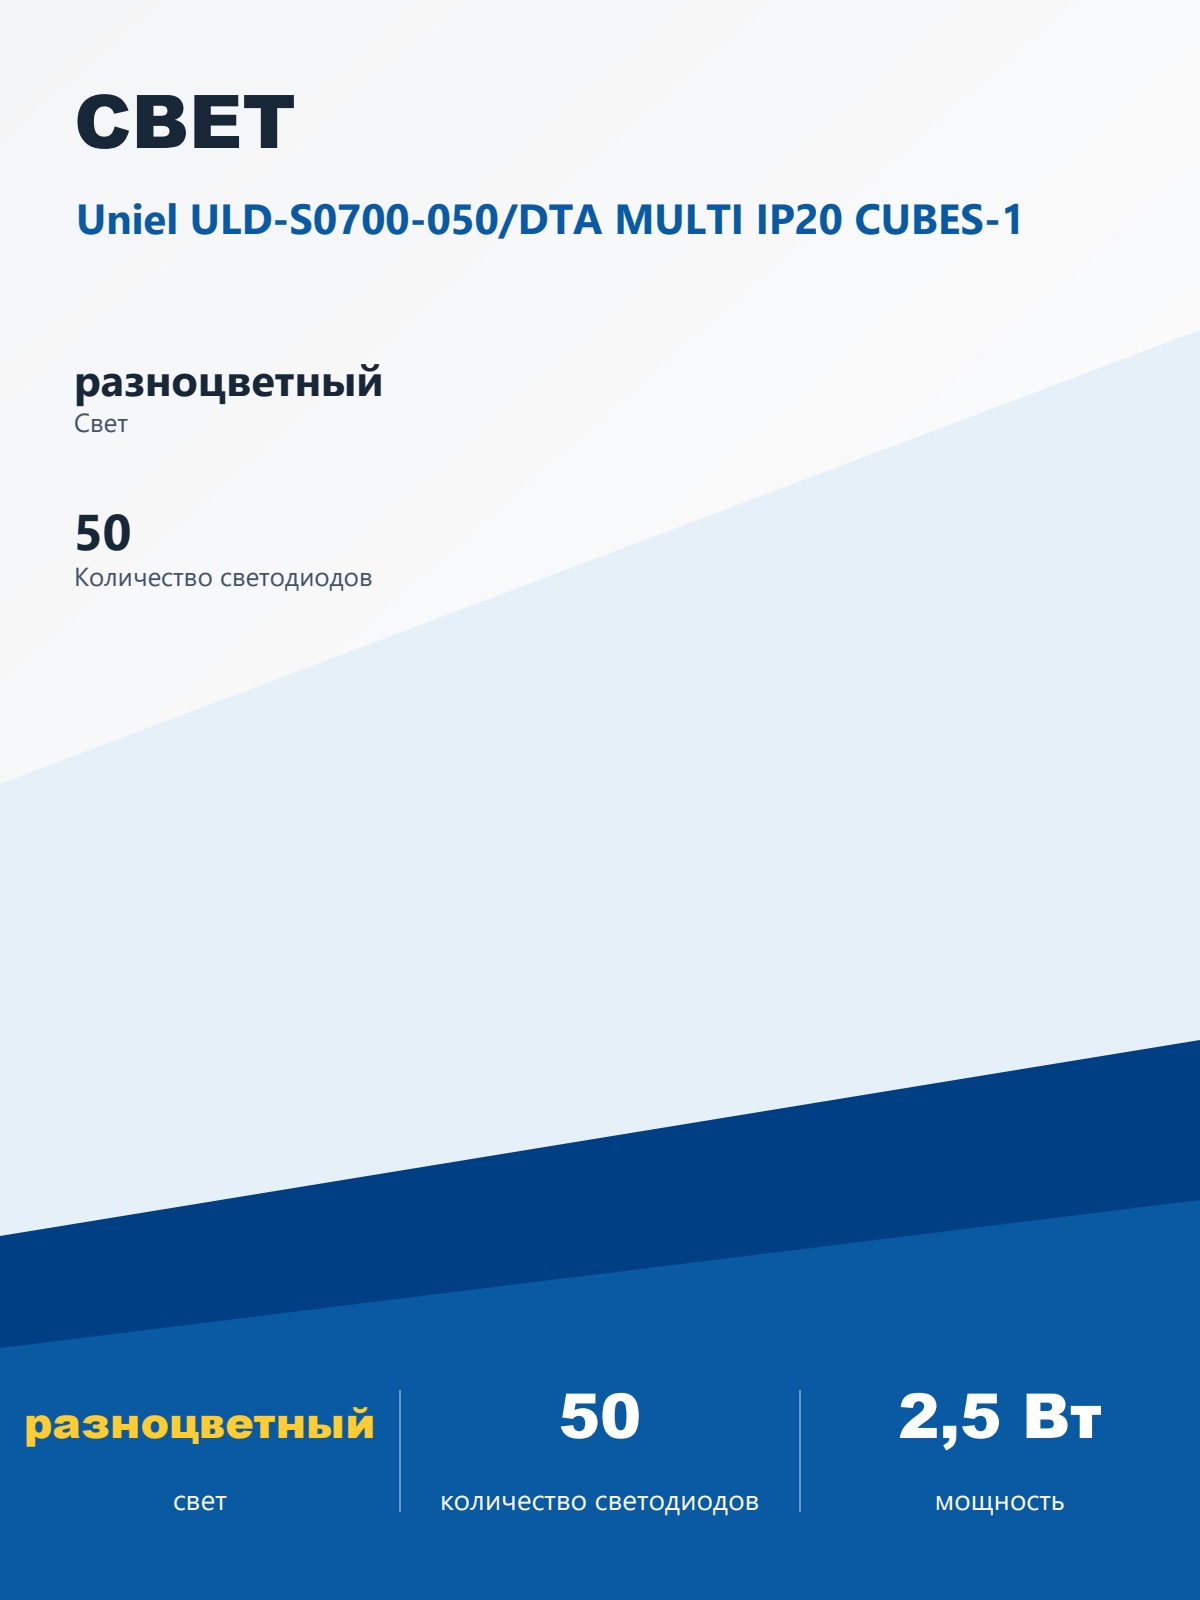 СВЕТ
Uniel ULD-S0700-050/DTA MULTI IP20 CUBES-1
разноцветный
Свет
50
Количество светодиодов
разноцветный
свет
50
количество светодиодов
2,5 Вт
мощность